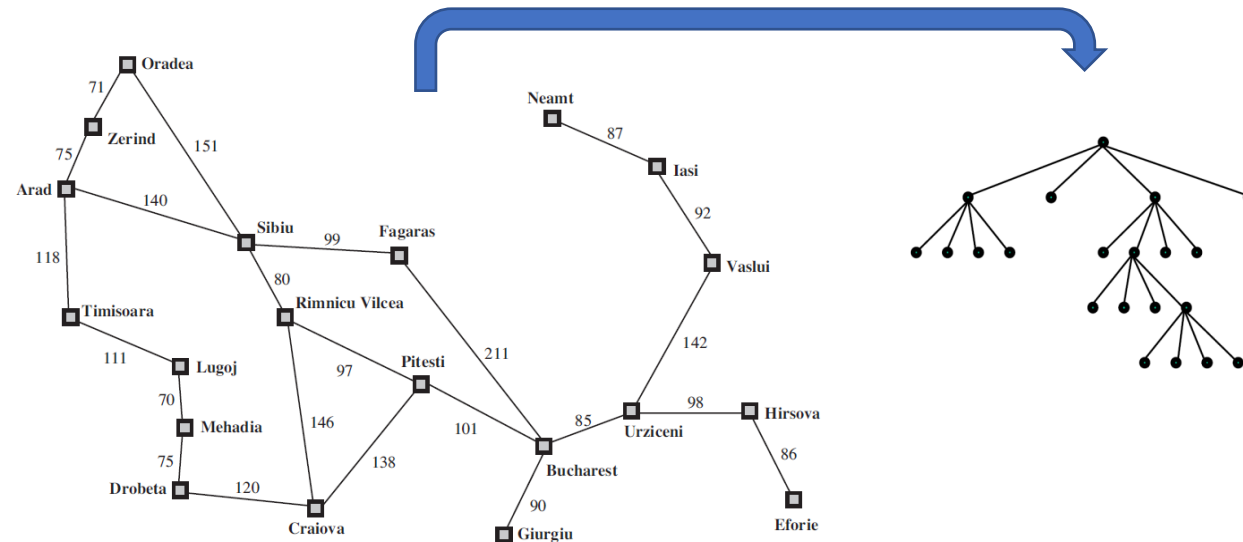 Oradea
71
Neamt
Zerind
87
151
75
Iasi
Arad
140
92
Sibiu
Fagaras
99
118
Vaslui
80
Timisoara
Rimnicu Vilcea
142
111
211
Lugoj
97
Pitesti
70
98
Hirsova
85
Mehadia
146
101
Urziceni
86
75
138
Bucharest
Drobeta
120
90
Craiova
Giurgiu
Eforie